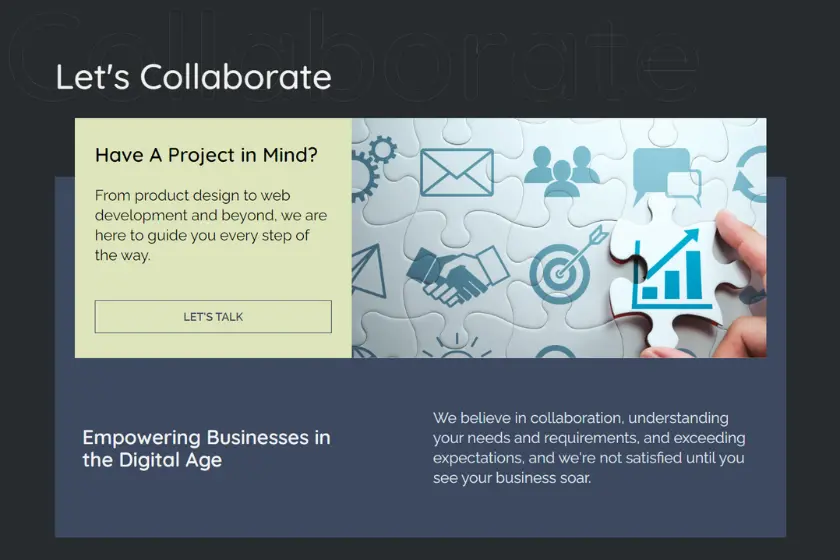 Collaborate
Let's Collaborate
Have A Project in Mind?
From product design to web
development and beyond, we are
here to guide you every step of
the way.
LET'S TALK
Empowering Businesses in
the Digital Age
We believe in collaboration, understanding
your needs and requirements, and exceeding
expectations, and we're not satisfied until you
see your business soar.